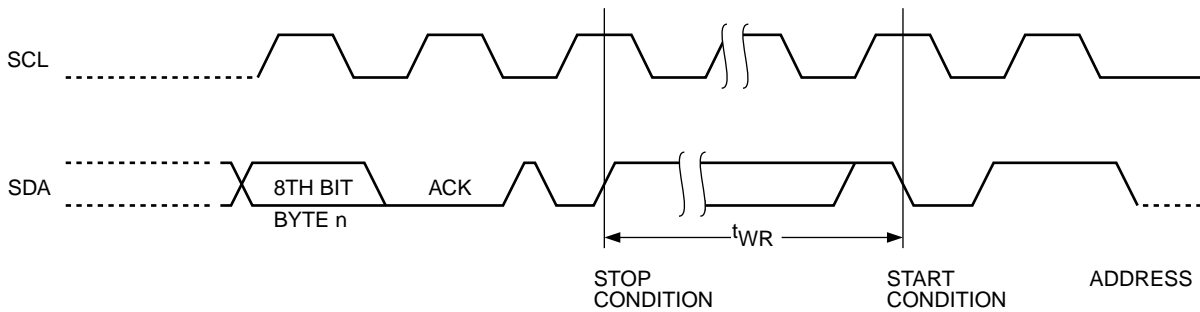 SCL
SDA
8TH BIT
ACK
BYTE n
tWR
STOP
CONDITION
START
CONDITION
ADDRESS